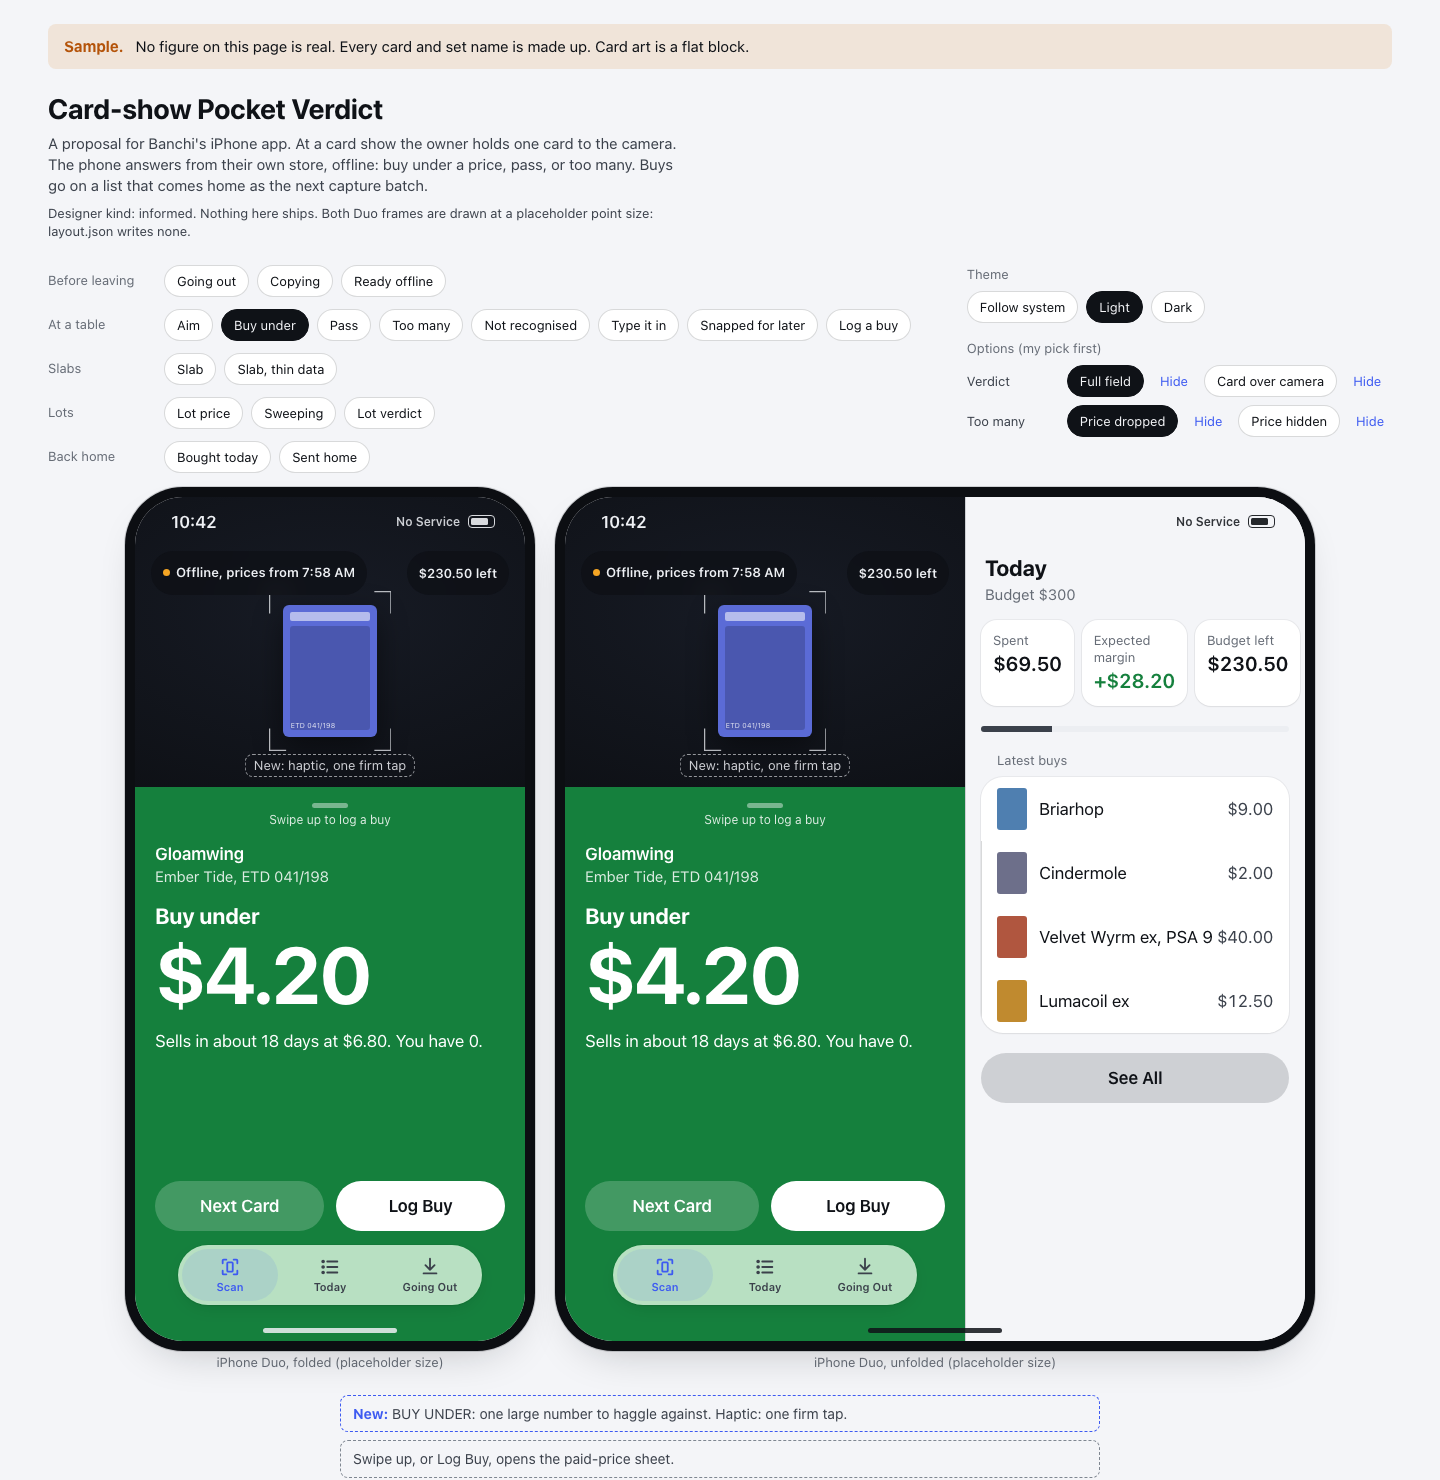 Sample. No figure on this page is real. Every card and set name is made up. Card art is a flat block.
Card-show Pocket Verdict
A proposal for Banchi's iPhone app. At a card show the owner holds one card to the camera.
The phone answers from their own store, offline: buy under a price, pass, or too many. Buys
go on a list that comes home as the next capture batch.
Designer kind: informed. Nothing here ships. Both Duo frames are drawn at a placeholder point size:
layout.json writes none.
Before leaving Going out Copying Ready offline
At a table Aim Buy under Pass Too many Not recognised Type it in Snapped for later Log a buy
Slabs Slab Slab, thin data
Lots Lot price Sweeping Lot verdict
Back home Bought today Sent home
Theme
Follow system Light Dark
Options (my pick first)
Verdict Full field Hide Card over camera Hide
Too many Price dropped Hide Price hidden Hide
10:42 No Service
Offline, prices from 7:58 AM $230.50 left
ETD 041/198
New: haptic, one firm tap
Swipe up to log a buy
Gloamwing
Ember Tide, ETD 041/198
Buy under
$4.20
Sells in about 18 days at $6.80. You have 0.
Next Card Log Buy
Scan Today Going Out
iPhone Duo, folded (placeholder size)
10:42
Offline, prices from 7:58 AM $230.50 left
ETD 041/198
New: haptic, one firm tap
Swipe up to log a buy
Gloamwing
Ember Tide, ETD 041/198
Buy under
$4.20
Sells in about 18 days at $6.80. You have 0.
Next Card Log Buy
Scan Today Going Out
No Service
Today
Budget $300
Spent
$69.50
Expected
margin
+$28.20
Budget left
$230.50
Latest buys
Briarhop $9.00
Cindermole $2.00
Velvet Wyrm ex, PSA 9 $40.00
Lumacoil ex $12.50
See All
iPhone Duo, unfolded (placeholder size)
New: BUY UNDER: one large number to haggle against. Haptic: one firm tap.
Swipe up, or Log Buy, opens the paid-price sheet.